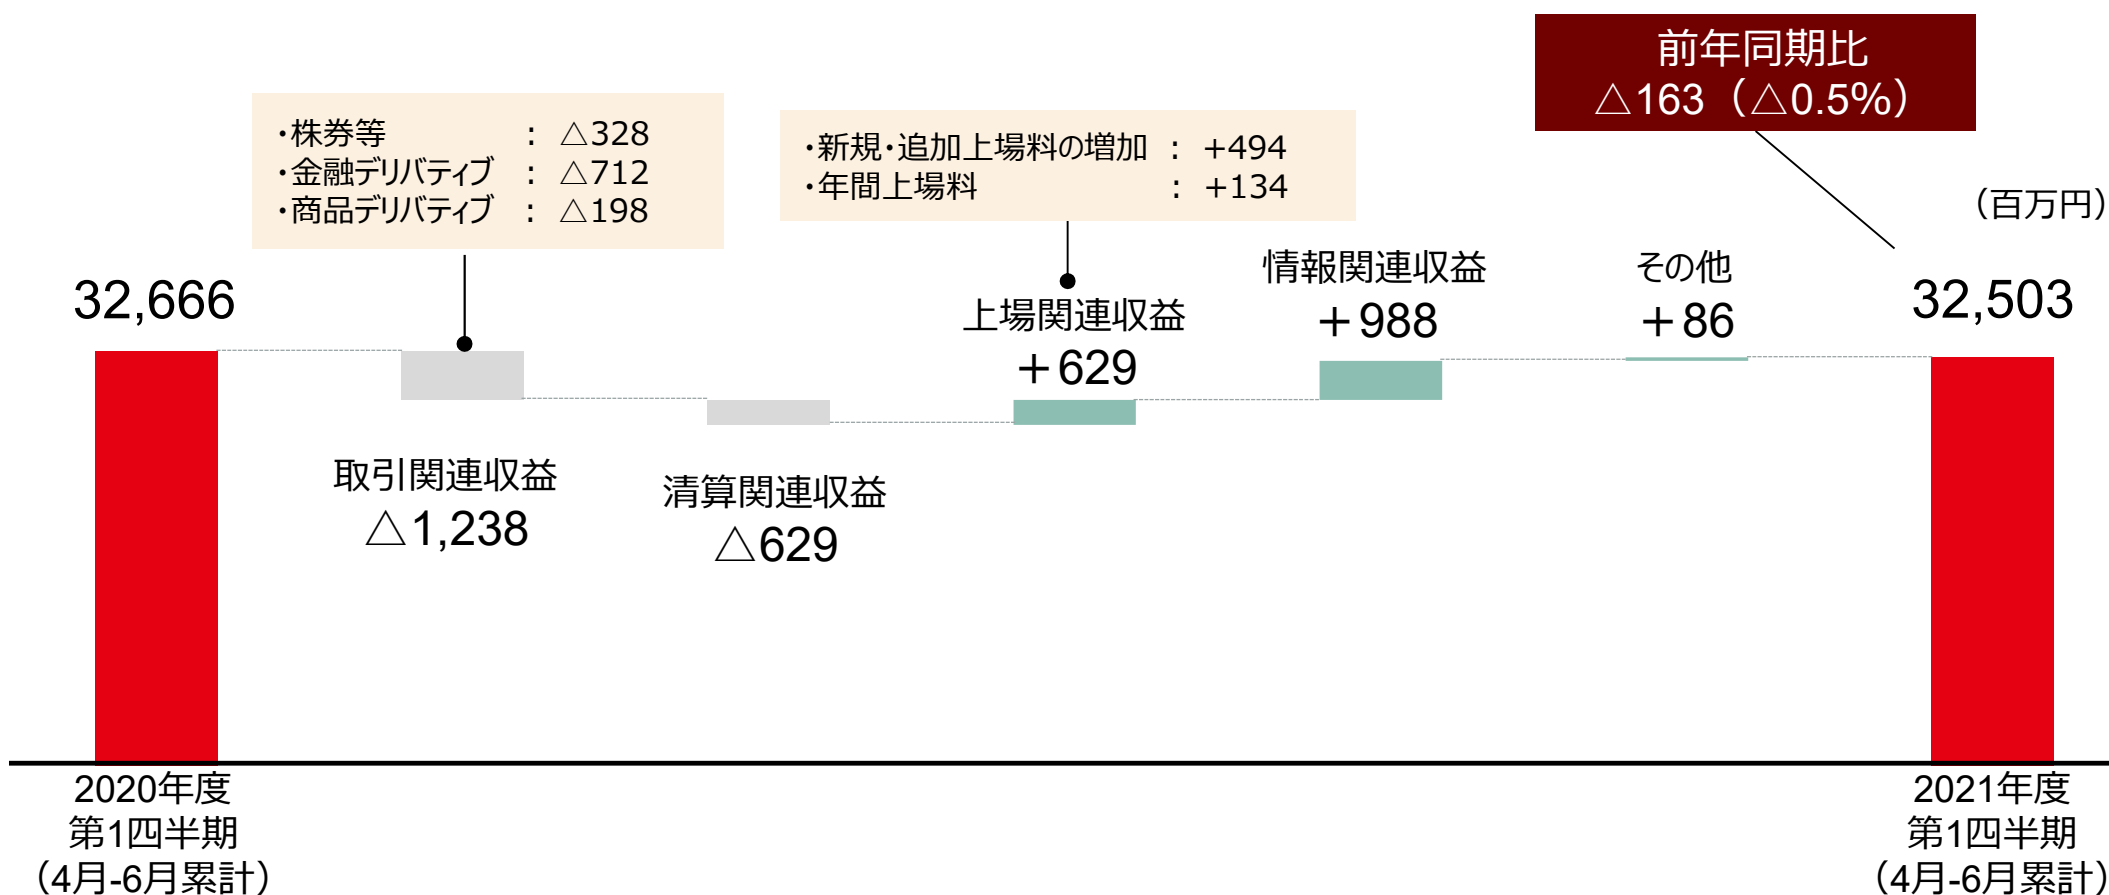 前年同期比
△163（△0.5%）
・株券等 ： △328
・金融デリバティブ ： △712
・商品デリバティブ ： △198
・新規・追加上場料の増加 ： +494
・年間上場料 ： +134
（百万円）
32,666
上場関連収益
＋629
情報関連収益
＋988
その他
＋86
32,503
取引関連収益
△1,238
清算関連収益
△629
2020年度
第1四半期
（4月-6月累計）
2021年度
第1四半期
（4月-6月累計）